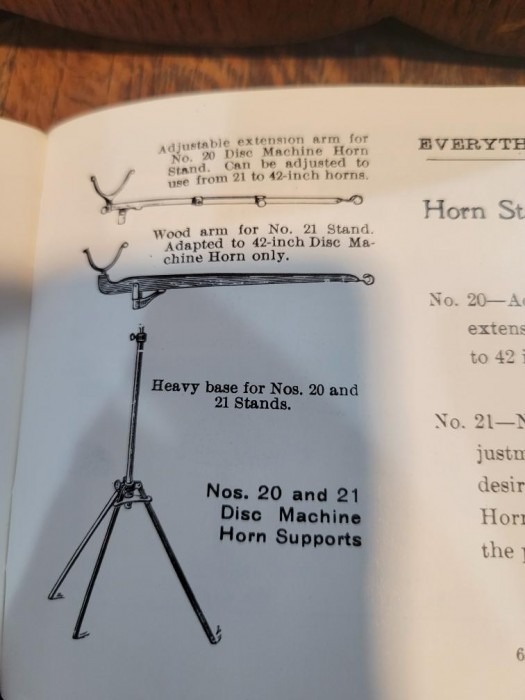 Adjustable extension arm for
No. 20 Disc Machine Horn
Stand. Can be adjusted to
use from 21 to 42-inch horns.
Wood arm for No. 21 Stand.
Adapted to 42-inch Disc Ma-
chine Horn only.
Heavy base for Nos. 20 and
21 Stands.
Nos. 20 and 21
Disc Machine
Horn Supports
EVERYTH
Horn St
No. 20—A
extens
to 42 i
No. 21—N
justm
desir
Horn
the p
6